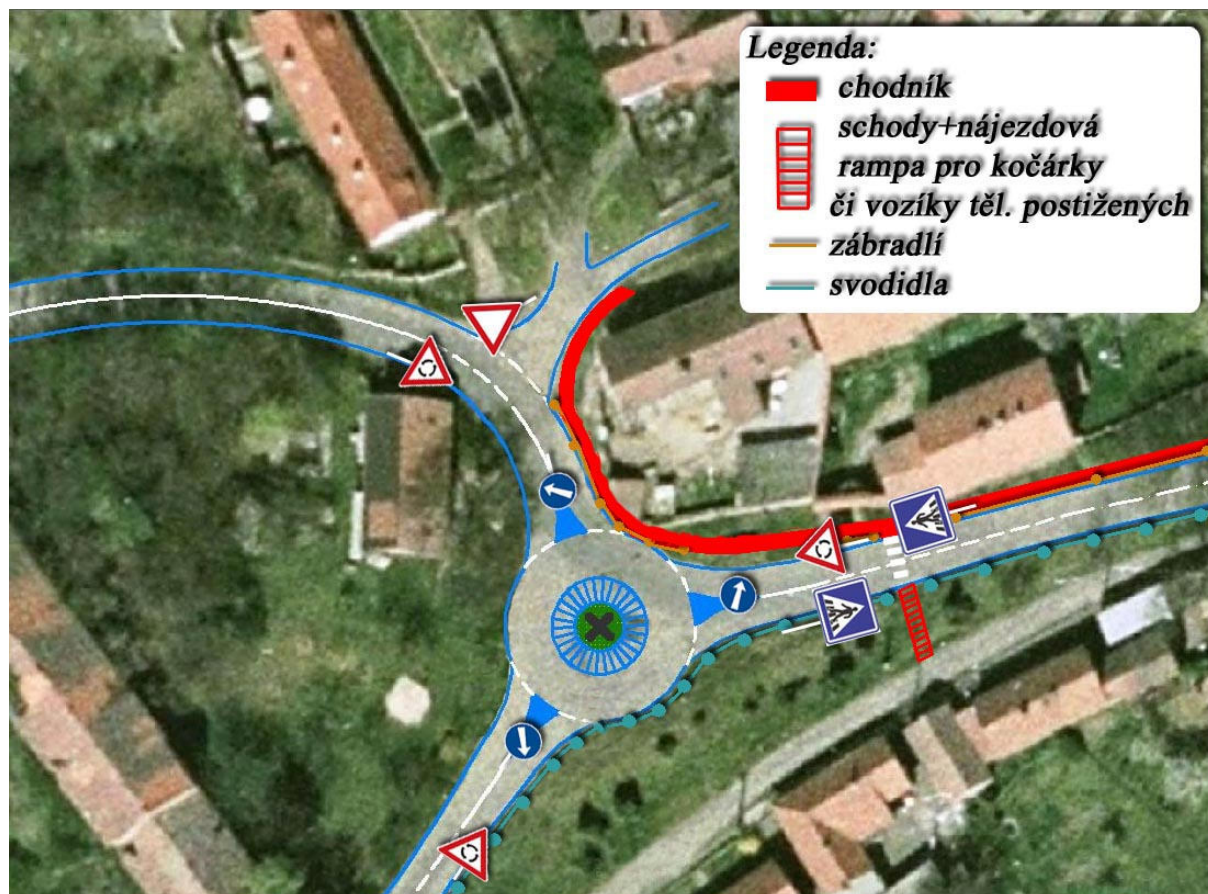 Legenda:
chodník
schody+nájezdová
rampa pro kočárky
či vozíky těl. postižených
zábradlí
svodidla